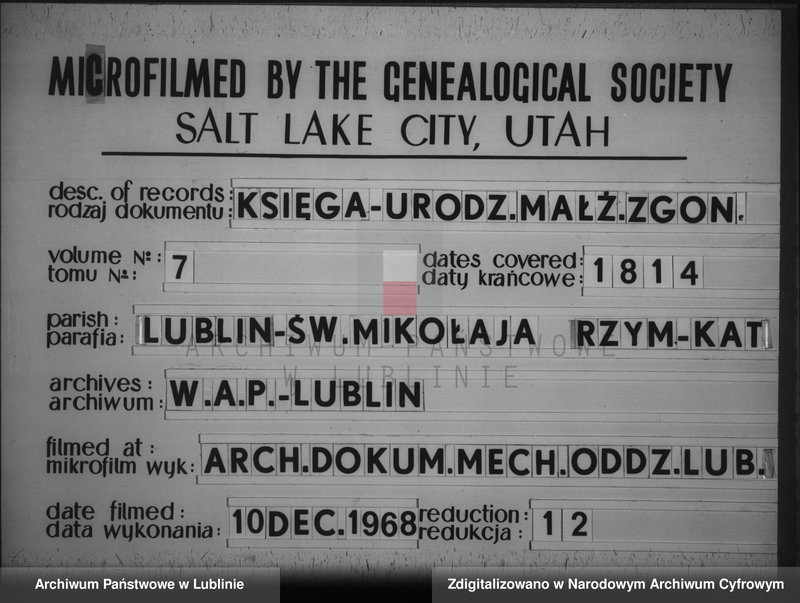 MICROFILMED BY THE GENEALOGICAL SOCIETY
SALT LAKE CITY, UTAH
desc. of records: KSIĘGA-URODZ.MAŁŻ.ZGON.
rodzaj dokumentu:
volume №: 7 dates covered: 1814
tomu №: daty krańcowe:
parish: LUBLIN-ŚW.MIKOŁAJA RZYM-KAT
parafia:
ARCHIWUM PAŃSTWOWE
W LUBLINIE
archives: W.A.P.-LUBLIN
archiwum:
filmed at: ARCH.DOKUM.MECH.ODDZ.LUB.
mikrofilm wyk:
date filmed: 10DEC.1968 reduction: 12
data wykonania: redukcja:
Archiwum Państwowe w Lublinie Zdigitalizowano w Narodowym Archiwum Cyfrowym